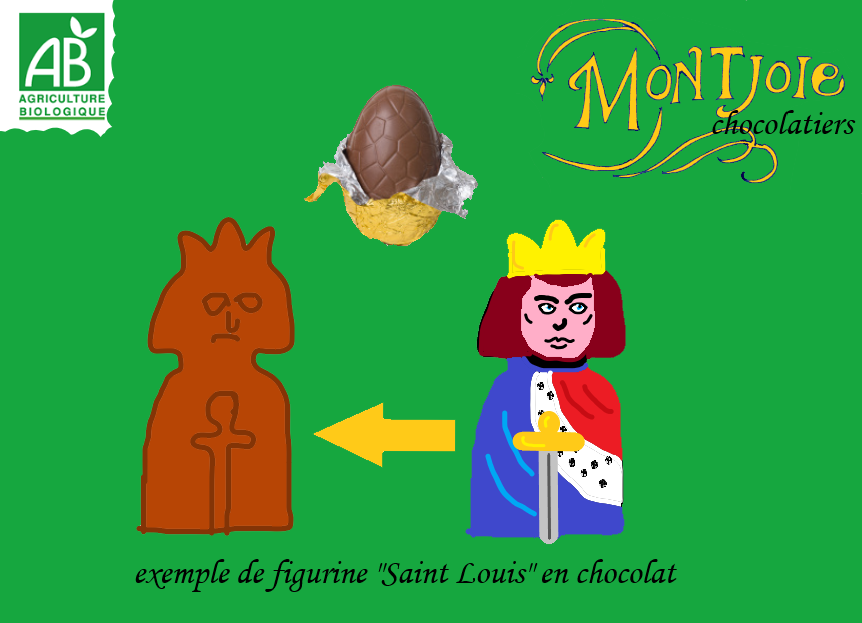 AB
AGRICULTURE
BIOLOGIQUE
MONTJOIE
chocolatiers
exemple de figurine "Saint Louis" en chocolat